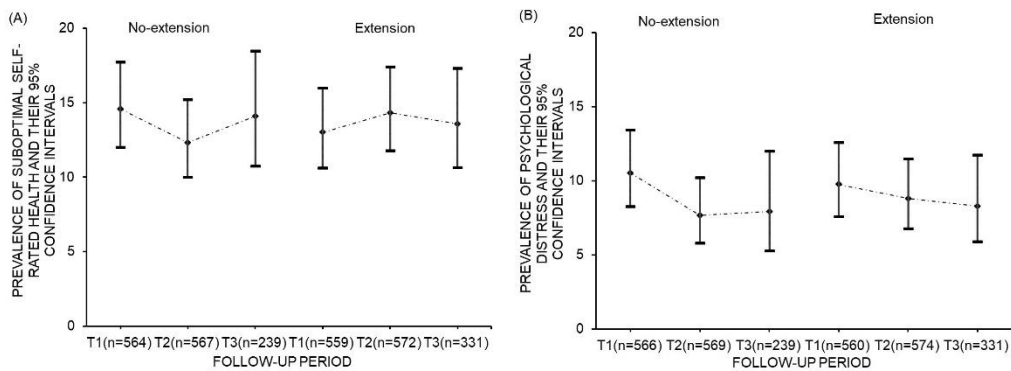 (A)
No-extension
Extension
PREVALENCE OF SUBOPTIMAL SELF-
RATED HEALTH AND THEIR 95%
CONFIDENCE INTERVALS
20
15
10
5
0
T1(n=564) T2(n=567) T3(n=239) T1(n=559) T2(n=572) T3(n=331)
FOLLOW-UP PERIOD
(B)
No-extension
Extension
PREVALENCE OF PSYCHOLOGICAL
DISTRESS AND THEIR 95%
CONFIDENCE INTERVALS
20
15
10
5
0
T1(n=566) T2(n=569) T3(n=239) T1(n=560) T2(n=574) T3(n=331)
FOLLOW-UP PERIOD